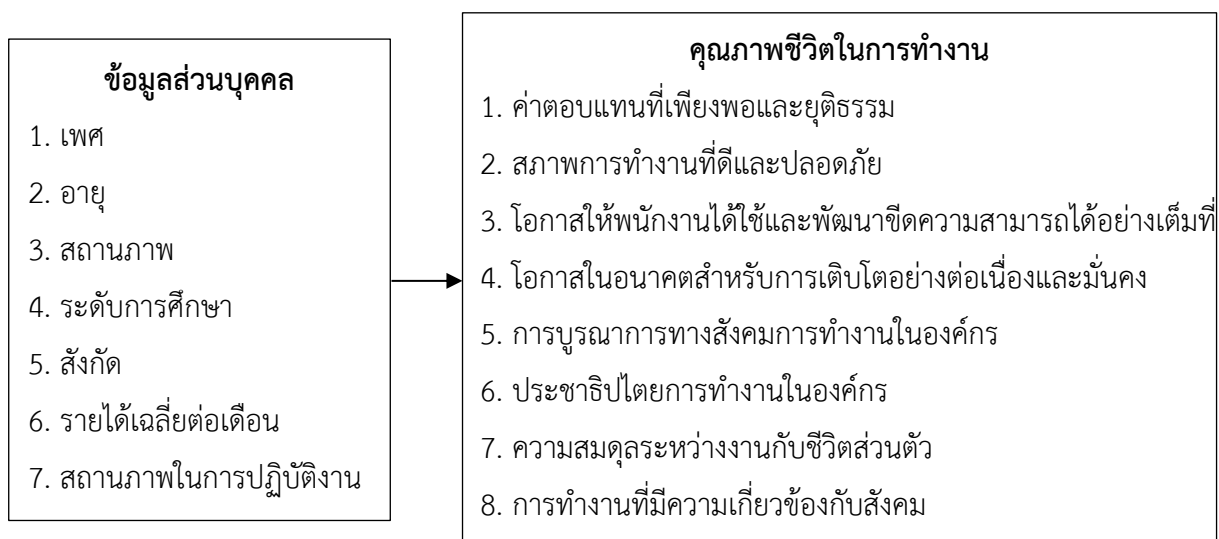 ข้อมูลส่วนบุคคล
1. เพศ
2. อายุ
3. สถานภาพ
4. ระดับการศึกษา
5. สังกัด
6. รายได้เฉลี่ยต่อเดือน
7. สถานภาพในการปฏิบัติงาน
คุณภาพชีวิตในการทำงาน
1. ค่าตอบแทนที่เพียงพอและยุติธรรม
2. สภาพการทำงานที่ดีและปลอดภัย
3. โอกาสให้พนักงานได้ใช้และพัฒนาขีดความสามารถได้อย่างเต็มที่
4. โอกาสในอนาคตสำหรับการเติบโตอย่างต่อเนื่องและมั่นคง
5. การบูรณาการทางสังคมการทำงานในองค์กร
6. ประชาธิปไตยการทำงานในองค์กร
7. ความสมดุลระหว่างงานกับชีวิตส่วนตัว
8. การทำงานที่มีความเกี่ยวข้องกับสังคม